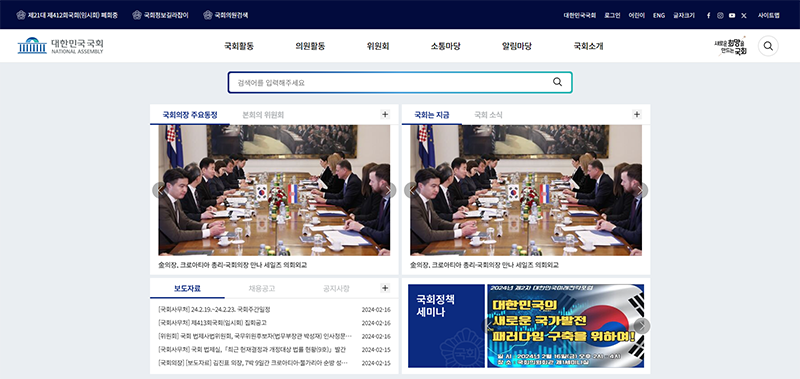 제21대 제412회국회(임시회) 폐회중
국회정보길라잡이
국회의원검색
대한민국국회
로그인
어린이
ENG
글자크기
사이트맵
대한민국국회
NATIONAL ASSEMBLY
국회활동
의원활동
위원회
소통마당
알림마당
국회소개
새로운 희망을
만드는 국회
검색어를 입력해주세요
국회의장 주요동정
본회의 위원회
국회는 지금
국회 소식
金의장, 크로아티아 총리·국회의장 만나 세일즈 의회외교
金의장, 크로아티아 총리·국회의장 만나 세일즈 의회외교
보도자료
채용공고
공지사항
[국회사무처] 24.2.19.~24.2.23. 국회주간일정 2024-02-16
[국회사무처] 제413회국회(임시회) 집회공고 2024-02-16
[위원회] 국회 법제사법위원회, 국무위원후보자(법무부장관 박성재) 인사청문… 2024-02-16
[국회사무처] 국회 법제실, 「최근 헌재결정과 개정대상 법률 현황(9호)」 발간 2024-02-16
[국회의장] [보도자료] 김진표 의장, 7박 9일간 크로아티아·불가리아 순방 성… 2024-02-15
국회정책
세미나
2024년 제2차 대한민국미래전략포럼
대한민국의
새로운 국가발전
패러다임 구축을 위하여!
일 시 : 2024년 2월 16일(금) 오후 2시 - 4시
장 소 : 국회의원회관 제1세미나실